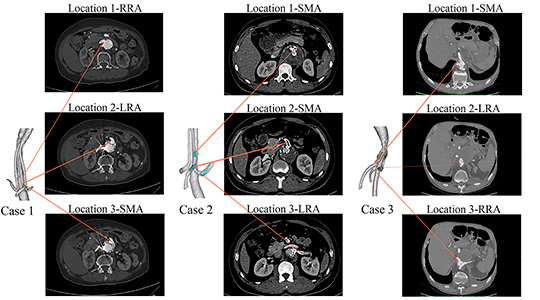 Location 1-RRA
Location 1-SMA
Location 1-SMA
Location 2-LRA
Location 2-SMA
Location 2-LRA
Case 1
Location 3-SMA
Case 2
Location 3-LRA
Case 3
Location 3-RRA